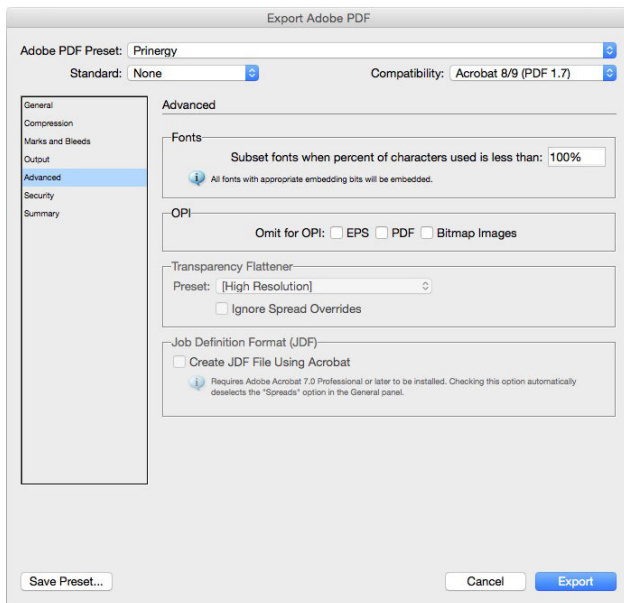 Export Adobe PDF
Adobe PDF Preset: Prinergy
Standard: None Compatibility: Acrobat 8/9 (PDF 1.7)
General
Compression
Marks and Bleeds
Output
Advanced
Security
Summary
Advanced
Fonts
Subset fonts when percent of characters used is less than: 100%
All fonts with appropriate embedding bits will be embedded.
OPI
Omit for OPI: EPS PDF Bitmap Images
Transparency Flattener
Preset: [High Resolution]
Ignore Spread Overrides
Job Definition Format (JDF)
Create JDF File Using Acrobat
Requires Adobe Acrobat 7.0 Professional or later to be installed. Checking this option automatically
deselects the "Spreads" option in the General panel.
Save Preset... Cancel Export